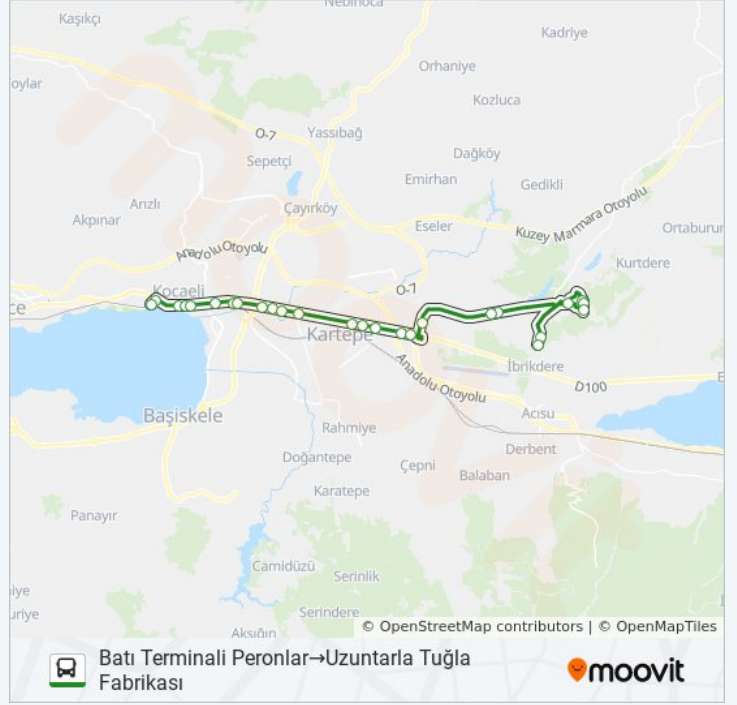 Nebihoca
Kaşıkçı
Kadriye
oylar
Orhaniye
Kozluca
O-7
Yassıbağ
Sepetçi
Dağköy
Emirhan
Gedikli
Arızlı
Çayırköy
Akpınar
Eseler
Kuzey Marmara Otoyolu
Ortaburun
Anadolu Otoyolu
Kurtdere
Kocaeli
O-7
ce
Kartepe
İbrikdere
Anadolu Otoyolu
D100
E
Başiskele
Acısu
Rahmiye
Derbent
Doğantepe
Çepni
Balaban
Karatepe
Panayır
Camidüzü
Serinlik
iye
Serindere
uriye
Aksığın
© OpenStreetMap contributors | © OpenMapTiles
Batı Terminali Peronlar→Uzuntarla Tuğla
Fabrikası
moovit